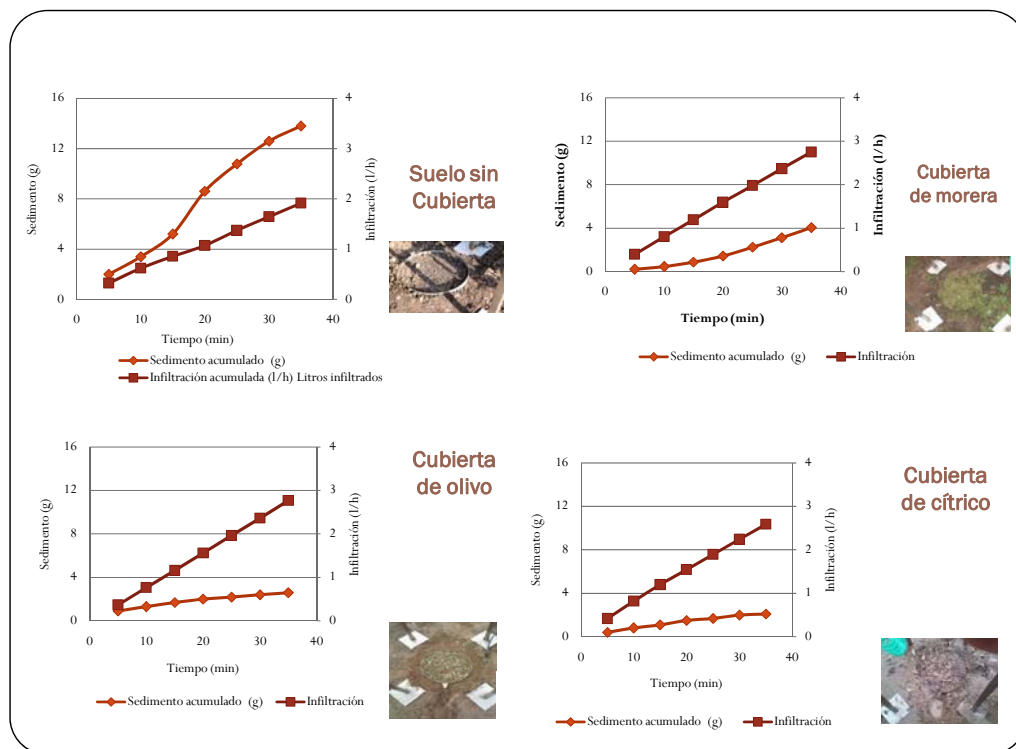 16
12
8
4
0
4
3
2
1
0
0
10
20
30
40
Sedimento (g)
Infiltración (l/h)
Tiempo (min)
Sedimento acumulado (g)
Infiltración acumulada (l/h) Litros infiltrados
Suelo sin
Cubierta
16
12
8
4
0
4
3
2
1
0
0
10
20
30
40
Sedimento (g)
Infiltración (l/h)
Tiempo (min)
Sedimento acumulado (g)
Infiltración
Cubierta
de morera
16
12
8
4
0
4
3
2
1
0
0
10
20
30
40
Sedimento (g)
Infiltración (l/h)
Tiempo (min)
Sedimento acumulado (g)
Infiltración
Cubierta
de olivo
16
12
8
4
0
4
3
2
1
0
0
10
20
30
40
Sedimento (g)
Infiltración (l/h)
Tiempo (min)
Sedimento acumulado (g)
Infiltración
Cubierta
de cítrico